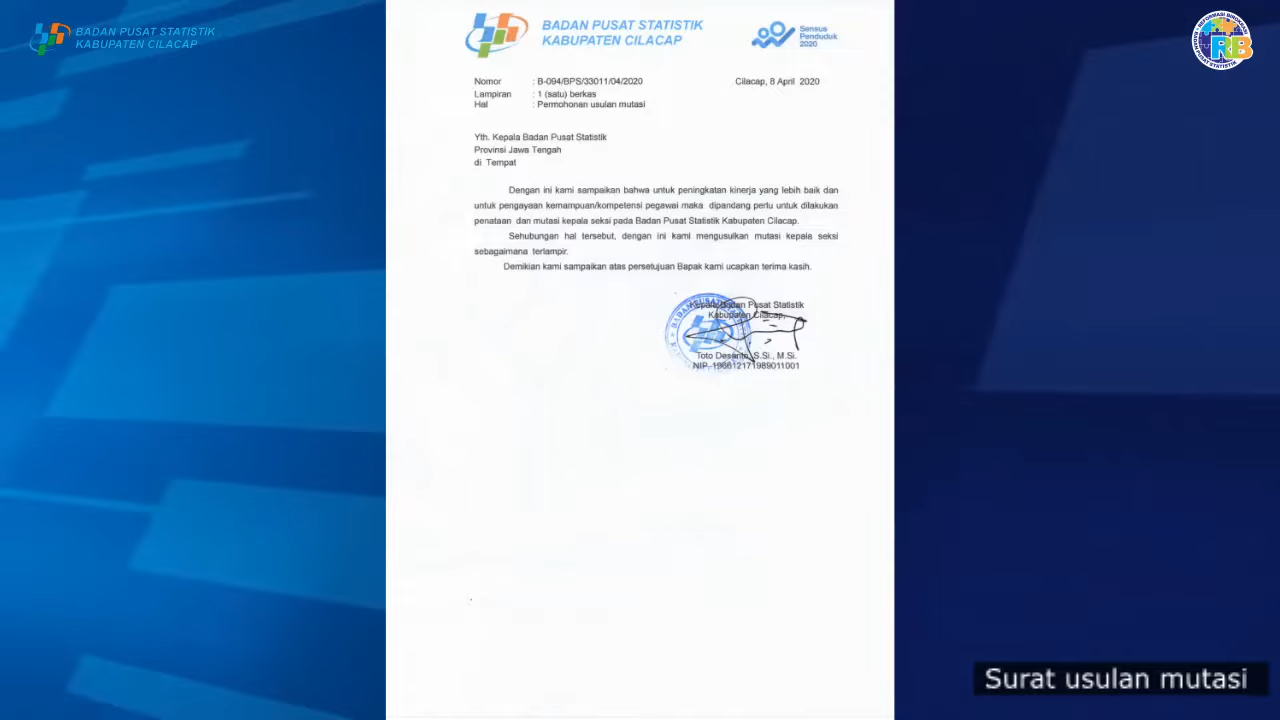 BADAN PUSAT STATISTIK
KABUPATEN CILACAP
BADAN PUSAT STATISTIK
KABUPATEN CILACAP
Sensus
Penduduk
2020
RB
Nomor : B-094/BPS/33011/04/2020 Cilacap, 8 April 2020
Lampiran : 1 (satu) berkas
Hal : Permohonan usulan mutasi
Yth. Kepala Badan Pusat Statistik
Provinsi Jawa Tengah
di Tempat
Dengan ini kami sampaikan bahwa untuk peningkatan kinerja yang lebih baik dan
untuk pengayaan kemampuan/kompetensi pegawai maka dipandang perlu untuk dilakukan
penataan dan mutasi kepala seksi pada Badan Pusat Statistik Kabupaten Cilacap.
Sehubungan hal tersebut, dengan ini kami mengusulkan mutasi kepala seksi
sebagaimana terlampir.
Demikian kami sampaikan atas persetujuan Bapak kami ucapkan terima kasih.
Kepala Badan Pusat Statistik
Kabupaten Cilacap,
Toto Desanto, S.Si., M.Si.
NIP. 196612171989011001
Surat usulan mutasi